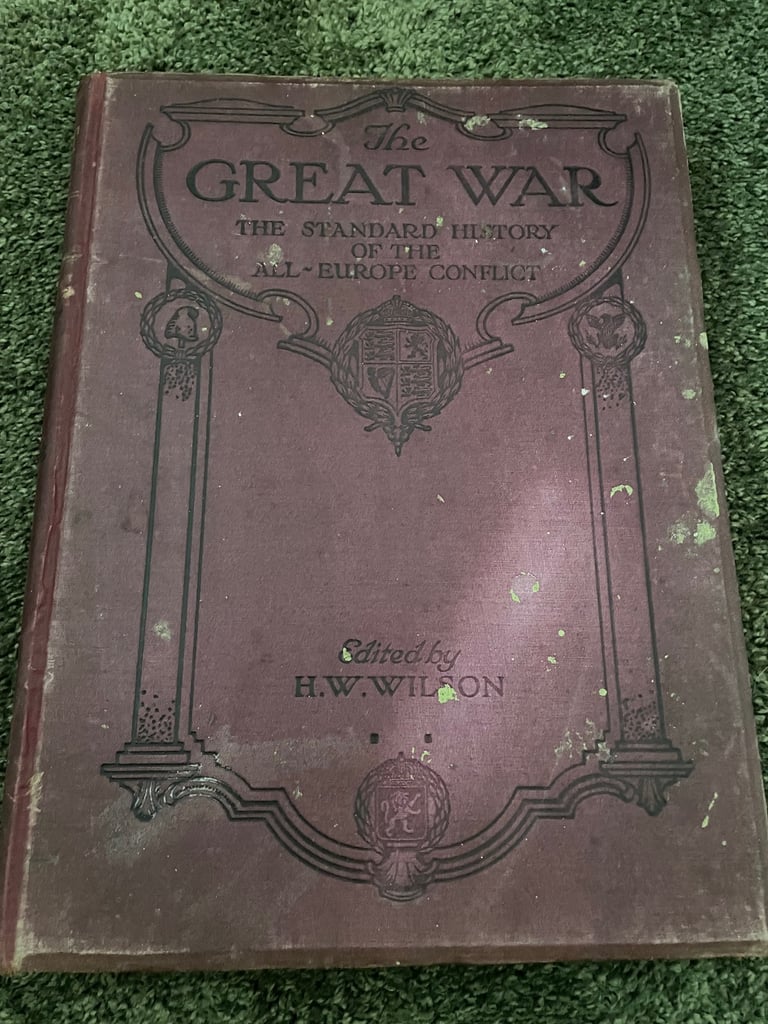 The
GREAT WAR
THE STANDARD HISTORY
OF THE
ALL-EUROPE CONFLICT
Edited by
H.W.WILSON